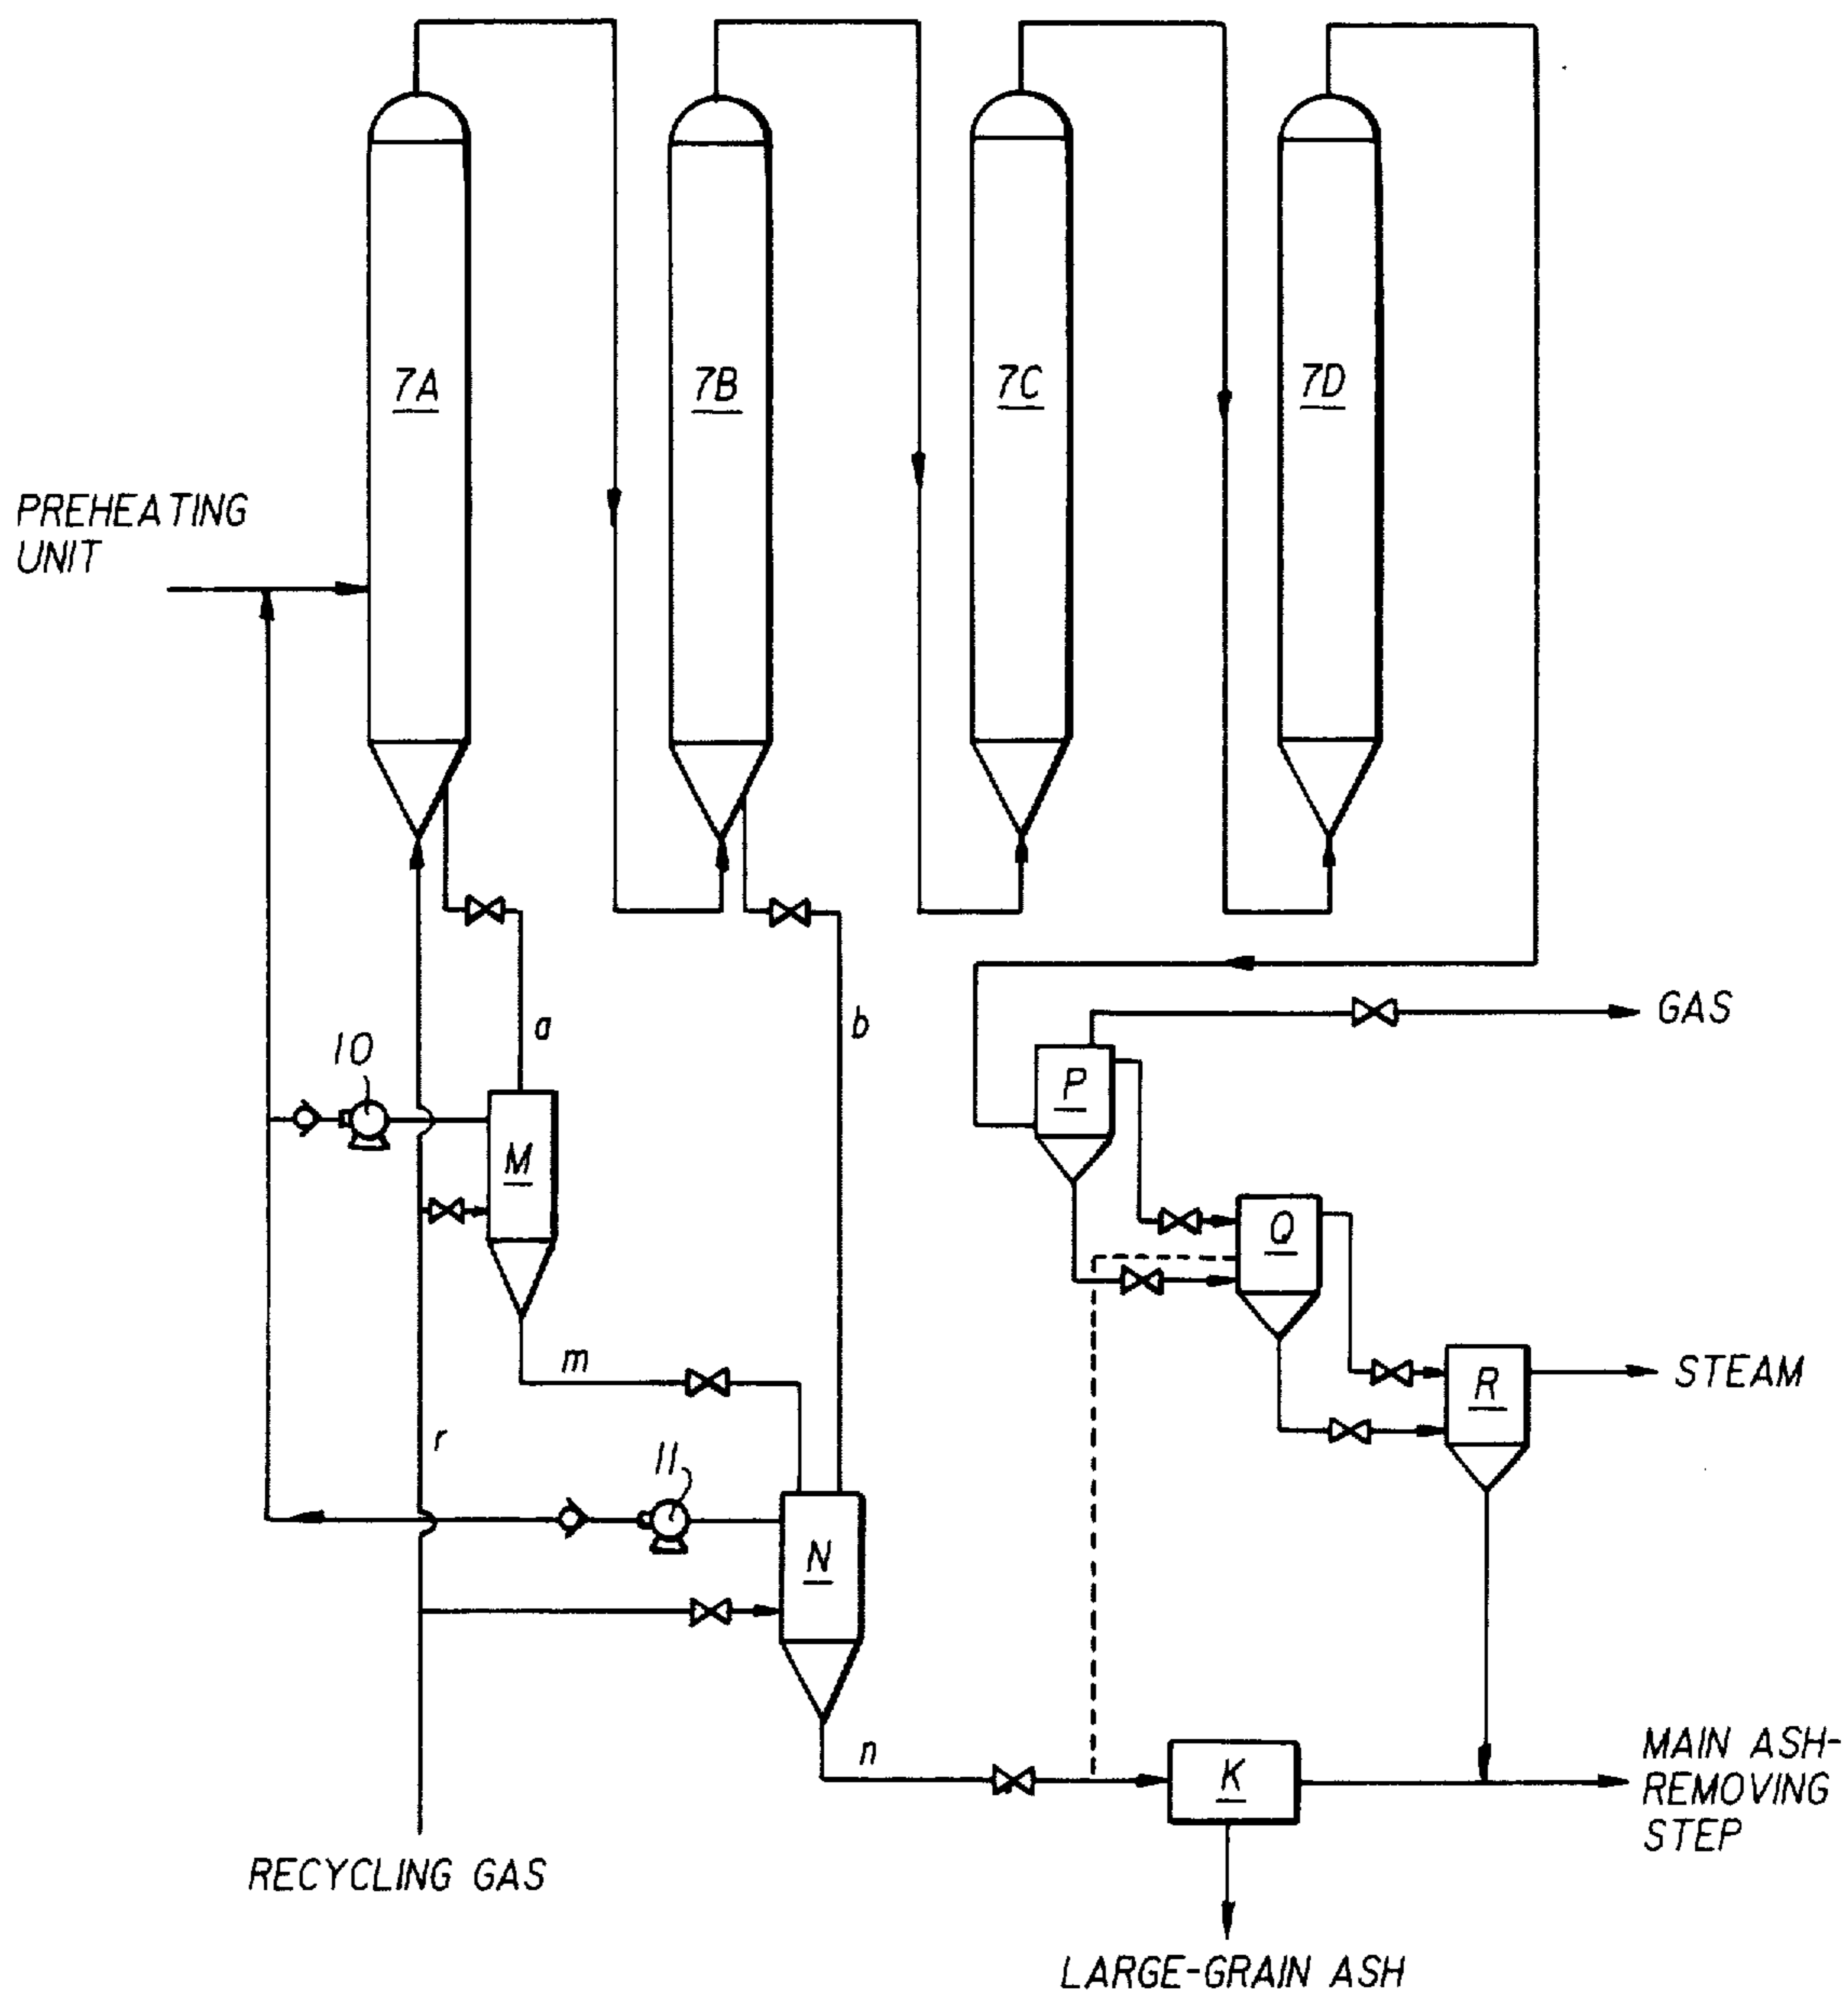 7A
7B
7C
7D
PREHEATING
UNIT
GAS
a
b
10
P
M
Q
STEAM
m
R
r
11
N
n
K
MAIN ASH-
REMOVING
STEP
RECYCLING GAS
LARGE-GRAIN ASH